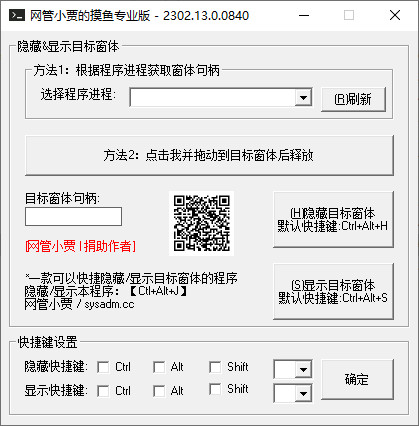 网管小贾的摸鱼专业版 - 2302.13.0.0840
隐藏&显示目标窗体
方法1：根据程序进程获取窗体句柄
选择程序进程:
(R)刷新
方法2：点击我并拖动到目标窗体后释放
目标窗体句柄:
[网管小贾 | 捐助作者]
(H)隐藏目标窗体
默认快捷键:Ctrl+Alt+H
*一款可以快捷隐藏/显示目标窗体的程序
隐藏/显示本程序:【Ctl+Alt+J】
网管小贾 / sysadm.cc
(S)显示目标窗体
默认快捷键:Ctrl+Alt+S
快捷键设置
隐藏快捷键: Ctrl Alt Shift
显示快捷键: Ctrl Alt Shift
确定